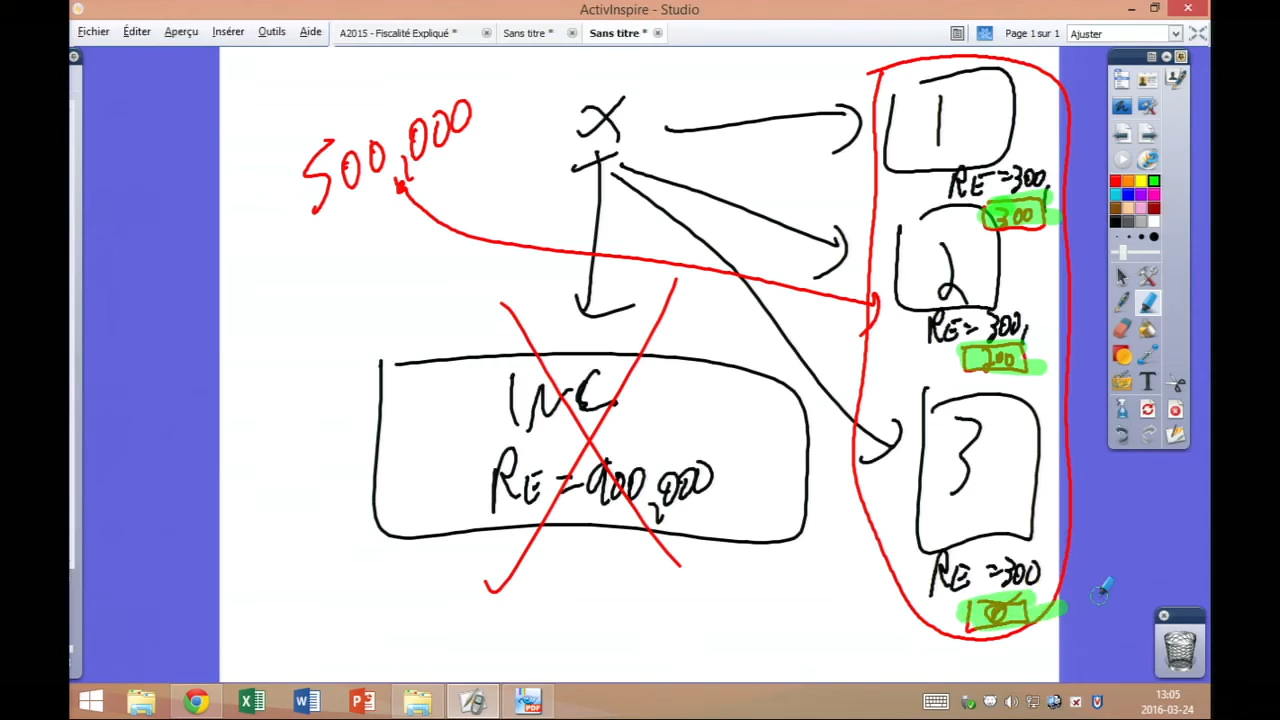 ActivInspire - Studio
Fichier Éditer Aperçu Insérer Outils Aide
A2015 - Fiscalité Expliqué *
Sans titre *
Sans titre *
Page 1 sur 1
Ajuster
500,000
X
1
RE=300,
300
2
RE=300,
200
INC
RE=900,000
3
RE=300
0
13:05
2016-03-24